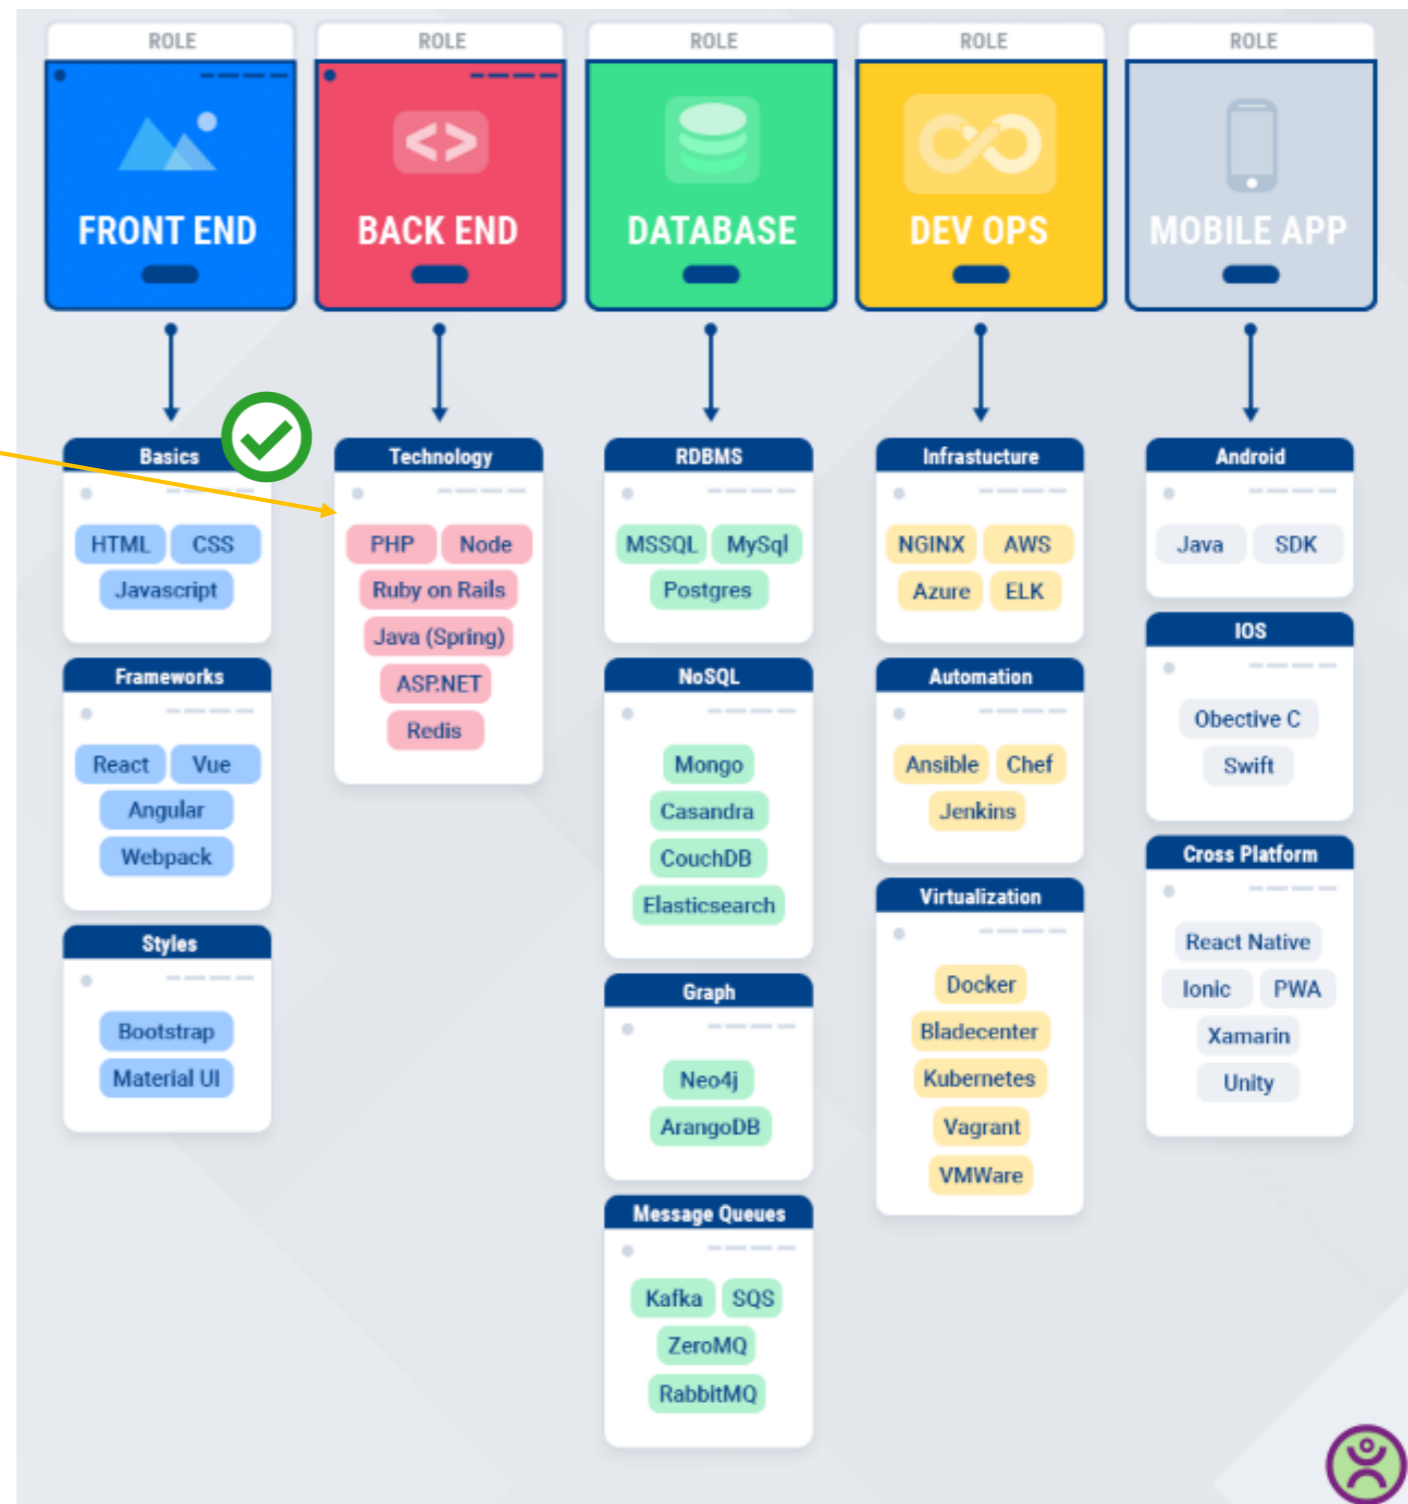 ROLE
FRONT END
Basics
HTML CSS
Javascript
Frameworks
React Vue
Angular
Webpack
Styles
Bootstrap
Material UI
ROLE
<>
BACK END
Technology
PHP Node
Ruby on Rails
Java (Spring)
ASP.NET
Redis
ROLE
DATABASE
RDBMS
MSSQL MySql
Postgres
NoSQL
Mongo
Casandra
CouchDB
Elasticsearch
Graph
Neo4j
ArangoDB
Message Queues
Kafka SQS
ZeroMQ
RabbitMQ
ROLE
DEV OPS
Infrastucture
NGINX AWS
Azure ELK
Automation
Ansible Chef
Jenkins
Virtualization
Docker
Bladecenter
Kubernetes
Vagrant
VMWare
ROLE
MOBILE APP
Android
Java SDK
IOS
Obective C
Swift
Cross Platform
React Native
Ionic PWA
Xamarin
Unity